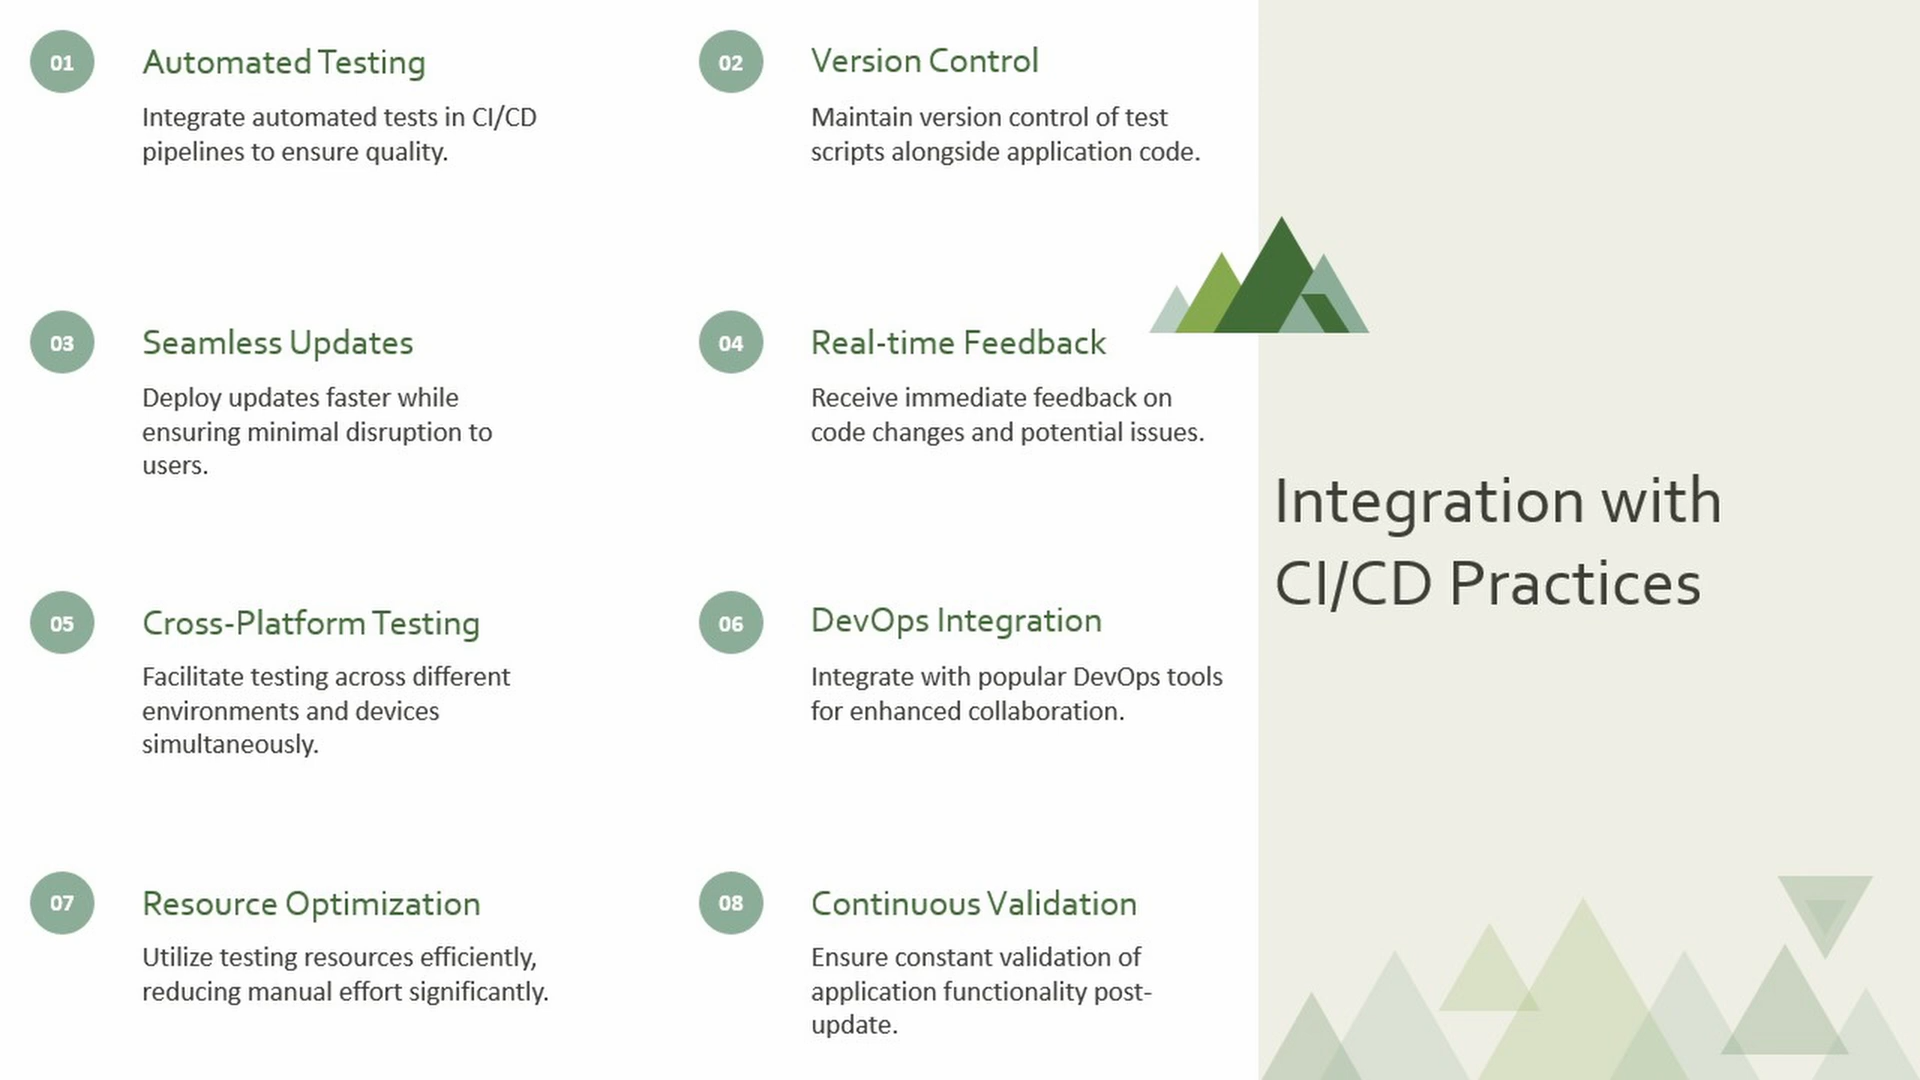 01
Automated Testing
Integrate automated tests in CI/CD
pipelines to ensure quality.
02
Version Control
Maintain version control of test
scripts alongside application code.
03
Seamless Updates
Deploy updates faster while
ensuring minimal disruption to
users.
04
Real-time Feedback
Receive immediate feedback on
code changes and potential issues.
05
Cross-Platform Testing
Facilitate testing across different
environments and devices
simultaneously.
06
DevOps Integration
Integrate with popular DevOps tools
for enhanced collaboration.
07
Resource Optimization
Utilize testing resources efficiently,
reducing manual effort significantly.
08
Continuous Validation
Ensure constant validation of
application functionality post-
update.
Integration with
CI/CD Practices